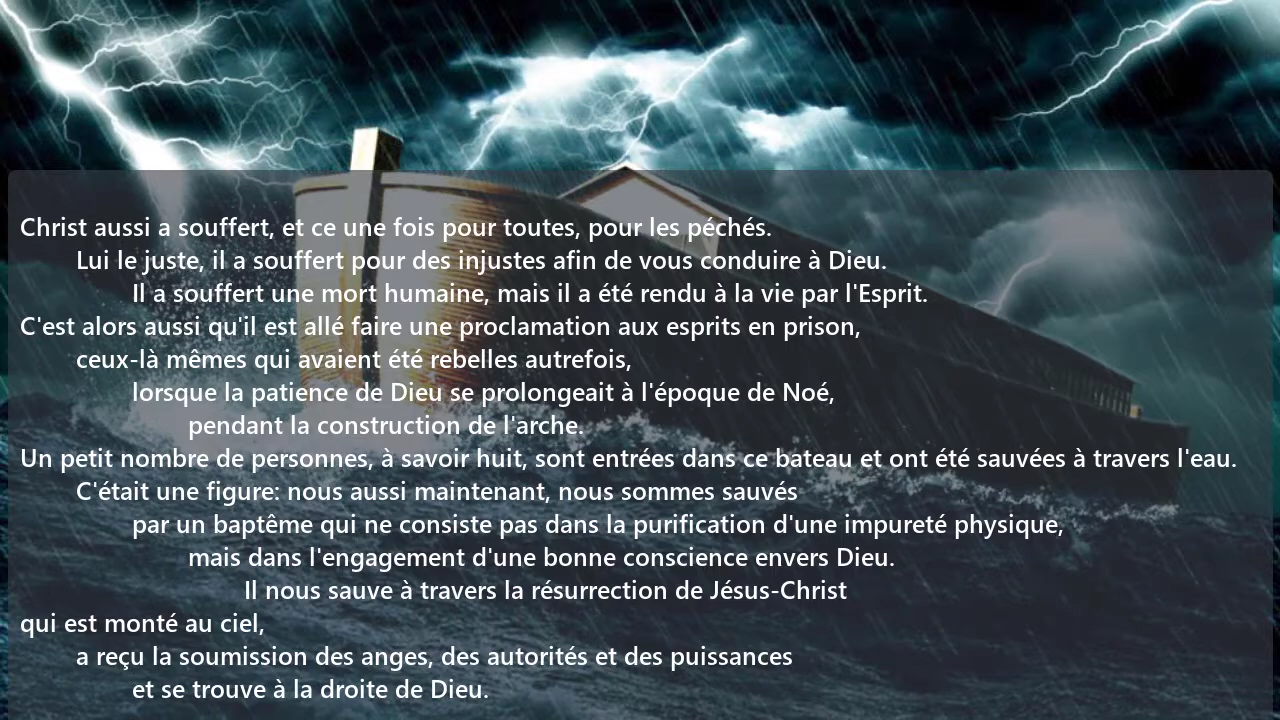 Christ aussi a souffert, et ce une fois pour toutes, pour les péchés.
Lui le juste, il a souffert pour des injustes afin de vous conduire à Dieu.
Il a souffert une mort humaine, mais il a été rendu à la vie par l'Esprit.
C'est alors aussi qu'il est allé faire une proclamation aux esprits en prison,
ceux-là mêmes qui avaient été rebelles autrefois,
lorsque la patience de Dieu se prolongeait à l'époque de Noé,
pendant la construction de l'arche.
Un petit nombre de personnes, à savoir huit, sont entrées dans ce bateau et ont été sauvées à travers l'eau.
C'était une figure: nous aussi maintenant, nous sommes sauvés
par un baptême qui ne consiste pas dans la purification d'une impureté physique,
mais dans l'engagement d'une bonne conscience envers Dieu.
Il nous sauve à travers la résurrection de Jésus-Christ
qui est monté au ciel,
a reçu la soumission des anges, des autorités et des puissances
et se trouve à la droite de Dieu.